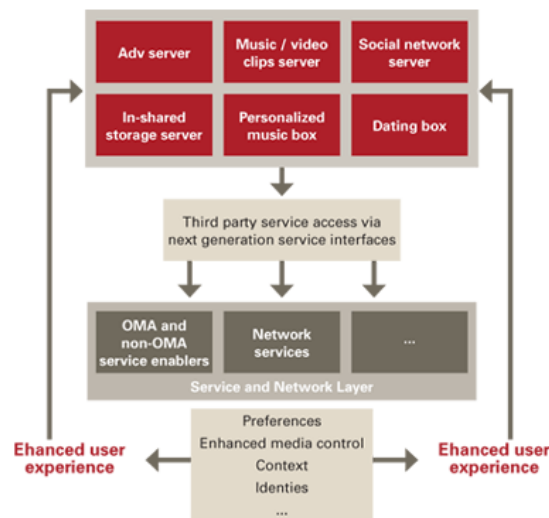 Adv server
Music / video
clips server
Social network
server
In-shared
storage server
Personalized
music box
Dating box
Third party service access via
next generation service interfaces
OMA and
non-OMA
service enablers
Network
services
...
Service and Network Layer
Preferences
Enhanced media control
Context
Identies
...
Ehanced user
experience
Ehanced user
experience